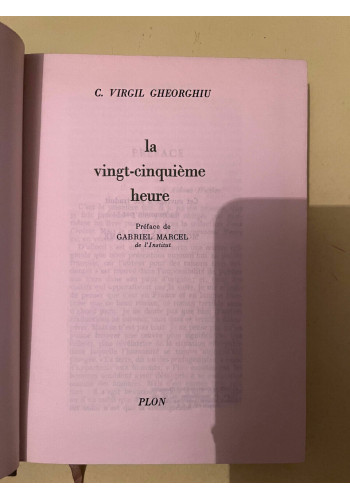 C. VIRGIL GHEORGHIU
la
vingt-cinquième
heure
Préface de
GABRIEL MARCEL
de l'Institut
PLON